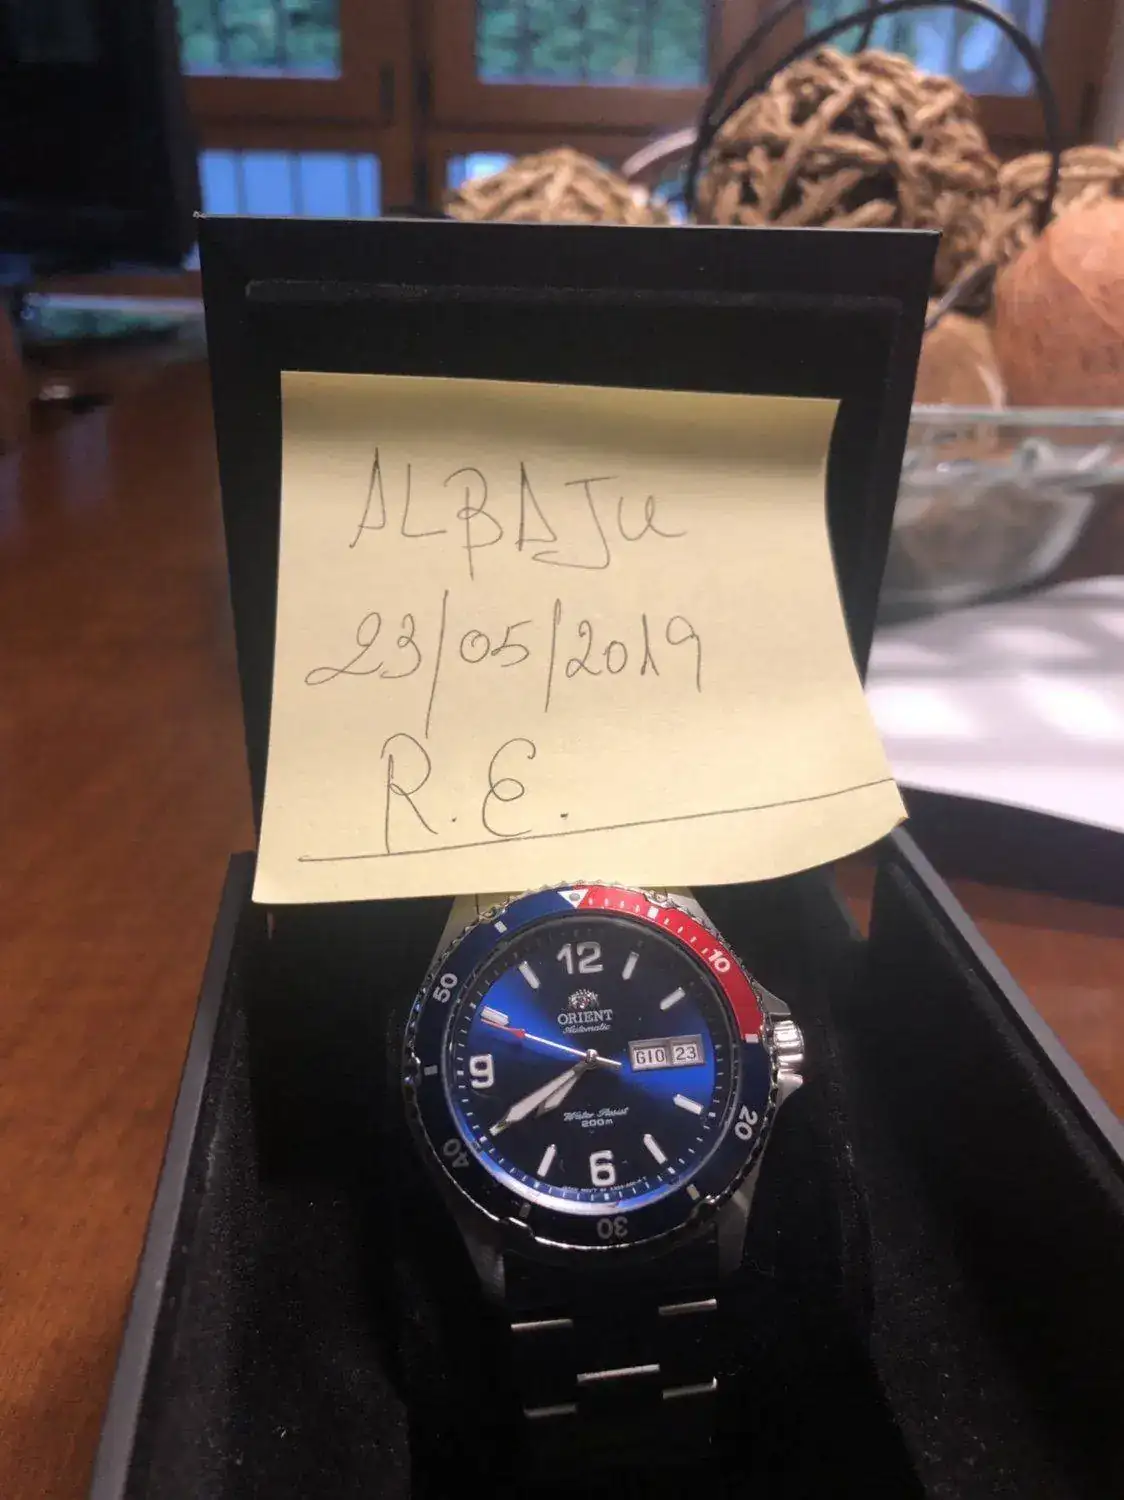 ALBAJu
23/05/2019
R.E.
50
10
12
ORIENT
Automatic
9
GIO 23
Water Resist
200m
20
40
6
30